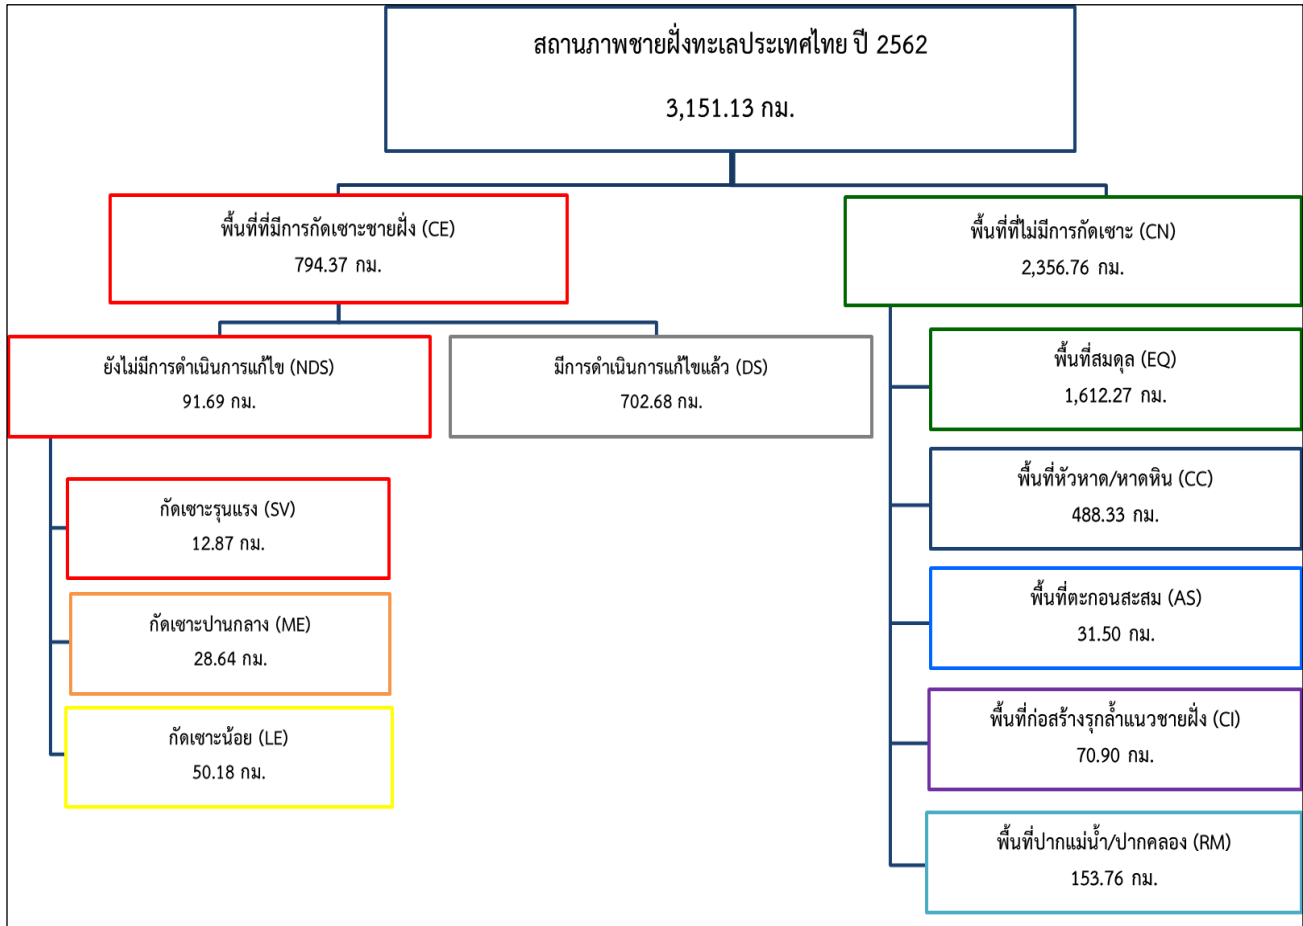 สถานภาพชายฝั่งทะเลประเทศไทย ปี 2562
3,151.13 กม.
พื้นที่ที่มีการกัดเซาะชายฝั่ง (CE)
794.37 กม.
พื้นที่ที่ไม่มีการกัดเซาะ (CN)
2,356.76 กม.
ยังไม่มีการดำเนินการแก้ไข (NDS)
91.69 กม.
มีการดำเนินการแก้ไขแล้ว (DS)
702.68 กม.
กัดเซาะรุนแรง (SV)
12.87 กม.
กัดเซาะปานกลาง (ME)
28.64 กม.
กัดเซาะน้อย (LE)
50.18 กม.
พื้นที่สมดุล (EQ)
1,612.27 กม.
พื้นที่หัวหาด/หาดหิน (CC)
488.33 กม.
พื้นที่ตะกอนสะสม (AS)
31.50 กม.
พื้นที่ก่อสร้างรุกล้ำแนวชายฝั่ง (CI)
70.90 กม.
พื้นที่ปากแม่น้ำ/ปากคลอง (RM)
153.76 กม.